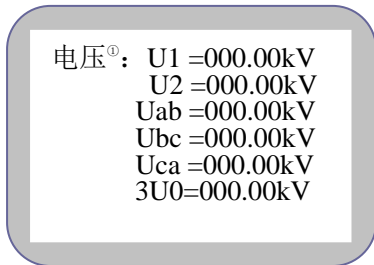 电压①：U1 =000.00kV
U2 =000.00kV
Uab =000.00kV
Ubc =000.00kV
Uca =000.00kV
3U0=000.00kV